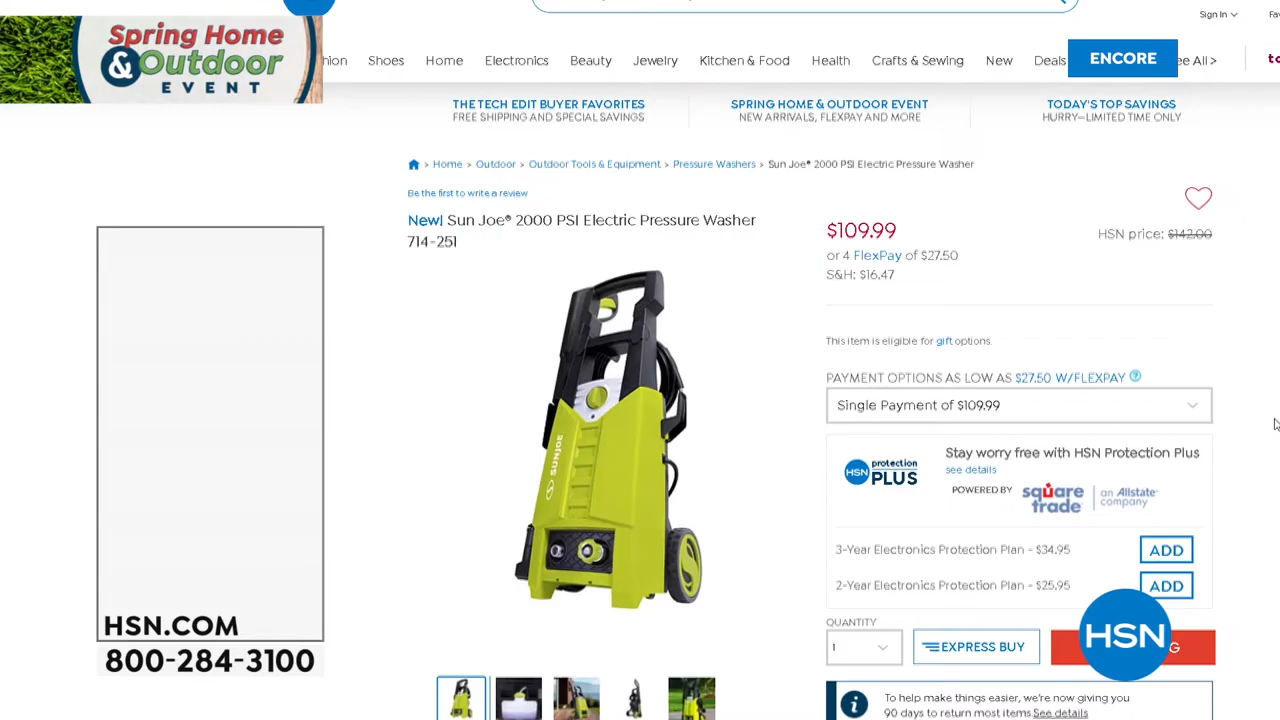 Sign In
Spring Home
& Outdoor
EVENT
Shoes
Home
Electronics
Beauty
Jewelry
Kitchen & Food
Health
Crafts & Sewing
New
Deals
ENCORE
All >
THE TECH EDIT BUYER FAVORITES
FREE SHIPPING AND SPECIAL SAVINGS
SPRING HOME & OUTDOOR EVENT
NEW ARRIVALS, FLEXPAY AND MORE
TODAY'S TOP SAVINGS
HURRY—LIMITED TIME ONLY
> Home > Outdoor > Outdoor Tools & Equipment > Pressure Washers > Sun Joe® 2000 PSI Electric Pressure Washer
Be the first to write a review
New! Sun Joe® 2000 PSI Electric Pressure Washer
714-251
SUNJOE
$109.99
HSN price: $142.00
or 4 FlexPay of $27.50
S&H: $16.47
This item is eligible for gift options.
PAYMENT OPTIONS AS LOW AS $27.50 W/FLEXPAY ?
Single Payment of $109.99
HSN protection PLUS
Stay worry free with HSN Protection Plus
see details
POWERED BY
square trade
an Allstate company
3-Year Electronics Protection Plan - $34.95
ADD
2-Year Electronics Protection Plan - $25.95
ADD
QUANTITY
1
EXPRESS BUY
HSN
G
To help make things easier, we're now giving you
90 days to return most items. See details
HSN.COM
800-284-3100